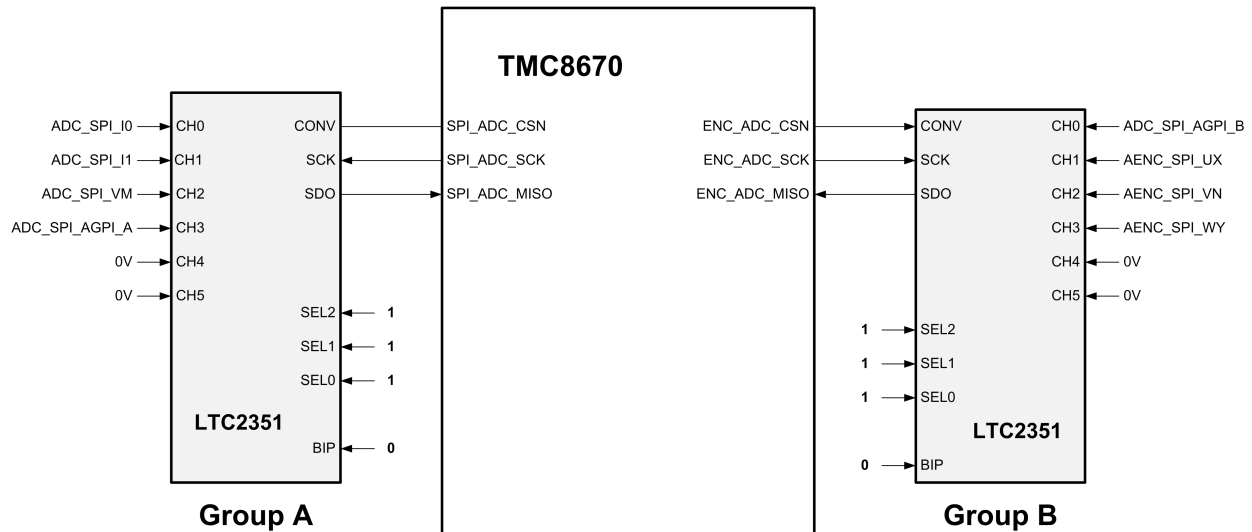 TMC8670
ADC_SPI_I0 CH0 CONV SPI_ADC_CSN ENC_ADC_CSN CONV CH0 ADC_SPI_AGPI_B
ADC_SPI_I1 CH1 SCK SPI_ADC_SCK ENC_ADC_SCK SCK CH1 AENC_SPI_UX
ADC_SPI_VM CH2 SDO SPI_ADC_MISO ENC_ADC_MISO SDO CH2 AENC_SPI_VN
ADC_SPI_AGPI_A CH3 CH3 AENC_SPI_WY
0V CH4 CH4 0V
0V CH5 CH5 0V
SEL2 1 1 SEL2
SEL1 1 1 SEL1
SEL0 1 1 SEL0
LTC2351 LTC2351
BIP 0 0 BIP
Group A Group B